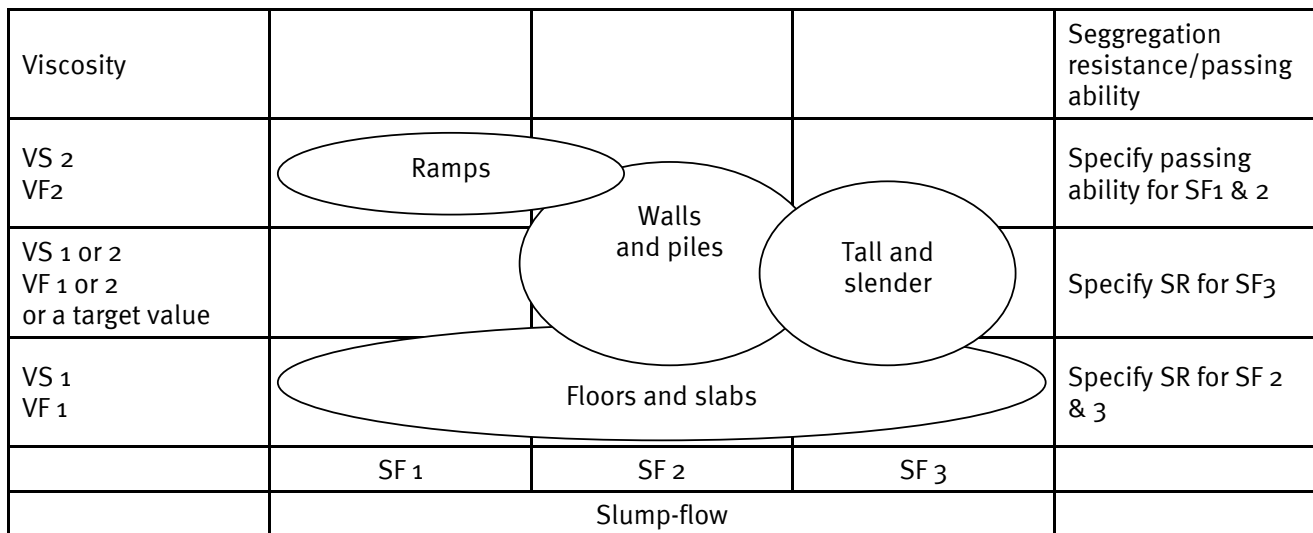 Viscosity
Seggregation
resistance/passing
ability
VS 2
VF2
Ramps
Specify passing
ability for SF1 & 2
Walls
and piles
VS 1 or 2
VF 1 or 2
or a target value
Tall and
slender
Specify SR for SF3
VS 1
VF 1
Floors and slabs
Specify SR for SF 2
& 3
SF 1
SF 2
SF 3
Slump-flow